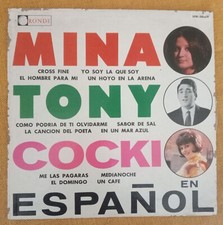 RONDE
MINA
CROSS FINE YO SOY LA QUE SOY
EL HOMBRE PARA MI UN HOYO EN LA ARENA
TONY
COMO PODRIA DE TI OLVIDARME SABOR DE SAL
LA CANCION DEL POETA EN UN MAR AZUL
COCKI
ME LAS PAGARAS MEDIANOCHE
EL DOMINGO UN CAFE
EN
ESPAÑOL